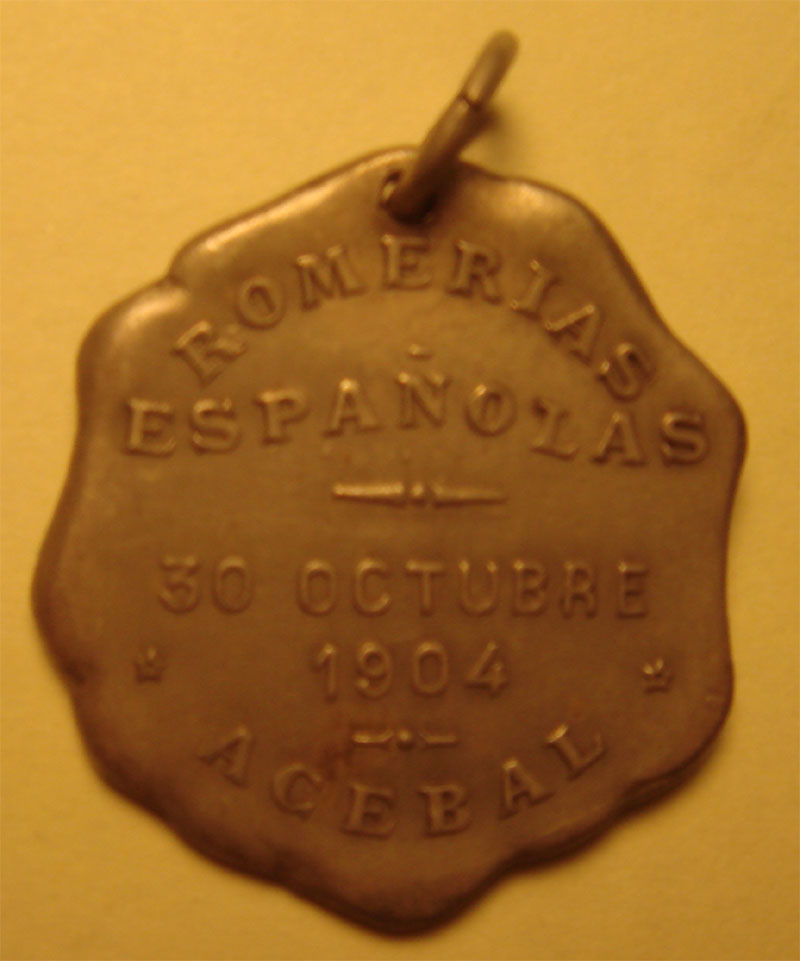 ROMERIAS
ESPAÑOLAS
30 OCTUBRE
1904
ACEBAL